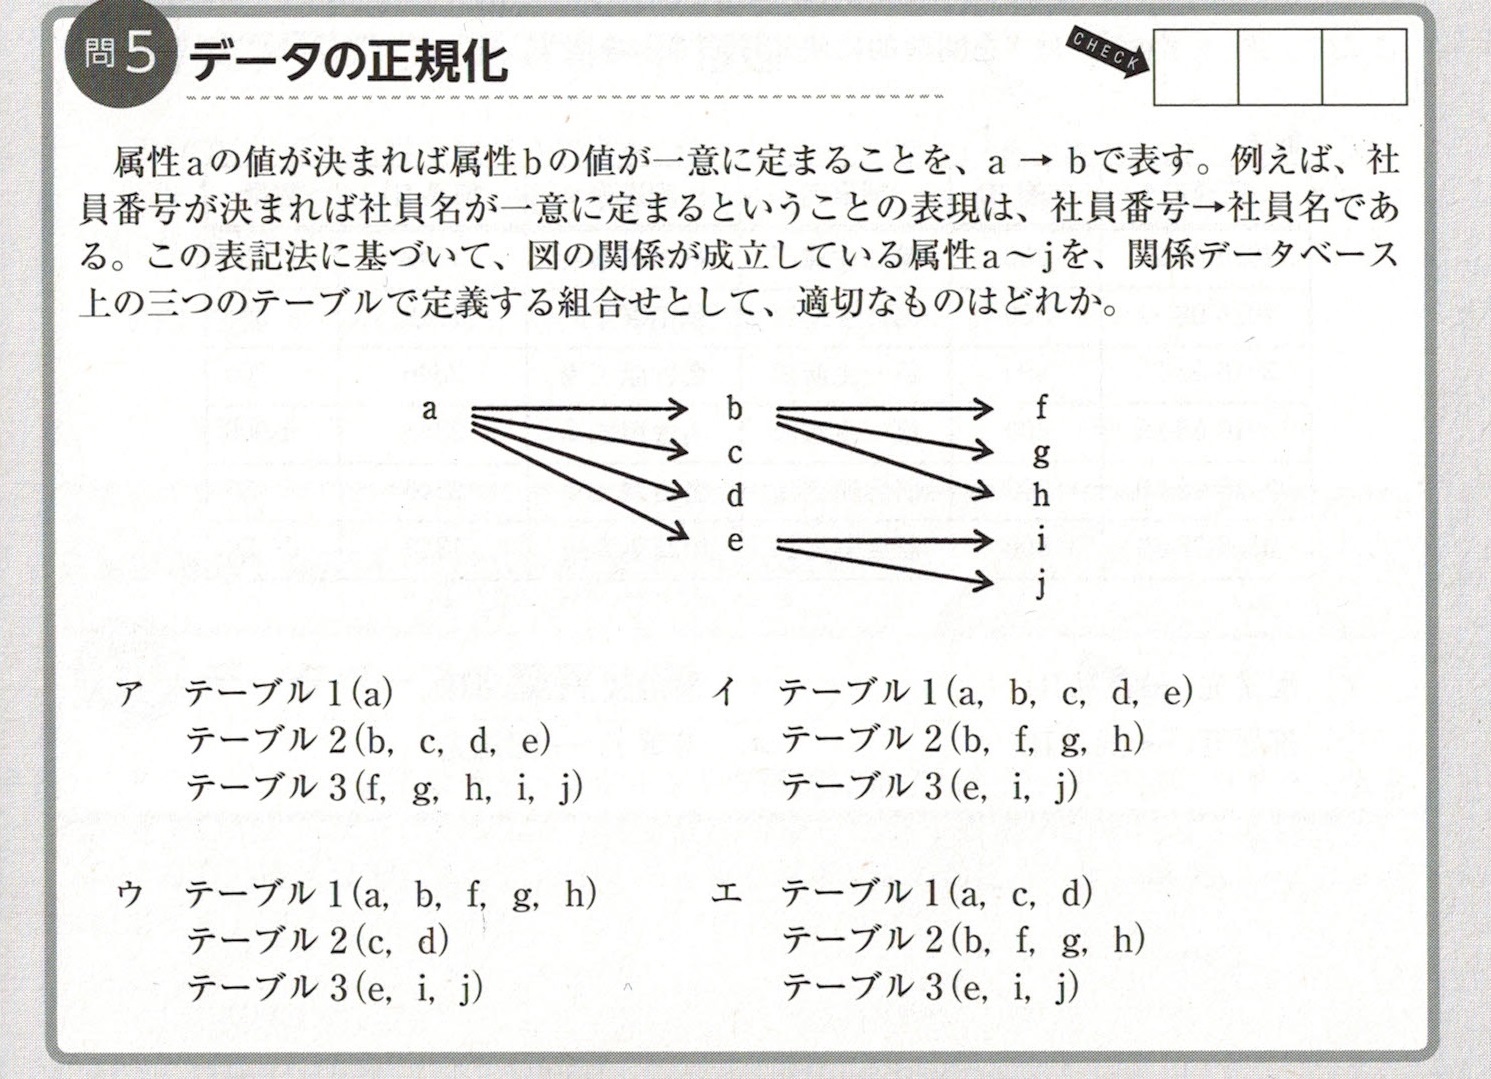 問5 データの正規化
CHECK
属性aの値が決まれば属性bの値が一意に定まることを、a → bで表す。例えば、社
員番号が決まれば社員名が一意に定まるということの表現は、社員番号→社員名であ
る。この表記法に基づいて、図の関係が成立している属性a〜jを、関係データベース
上の三つのテーブルで定義する組合せとして、適切なものはどれか。
a b f
c g
d h
e i
j
ア テーブル1(a)
テーブル2(b, c, d, e)
テーブル3(f, g, h, i, j)
イ テーブル1(a, b, c, d, e)
テーブル2(b, f, g, h)
テーブル3(e, i, j)
ウ テーブル1(a, b, f, g, h)
テーブル2(c, d)
テーブル3(e, i, j)
エ テーブル1(a, c, d)
テーブル2(b, f, g, h)
テーブル3(e, i, j)